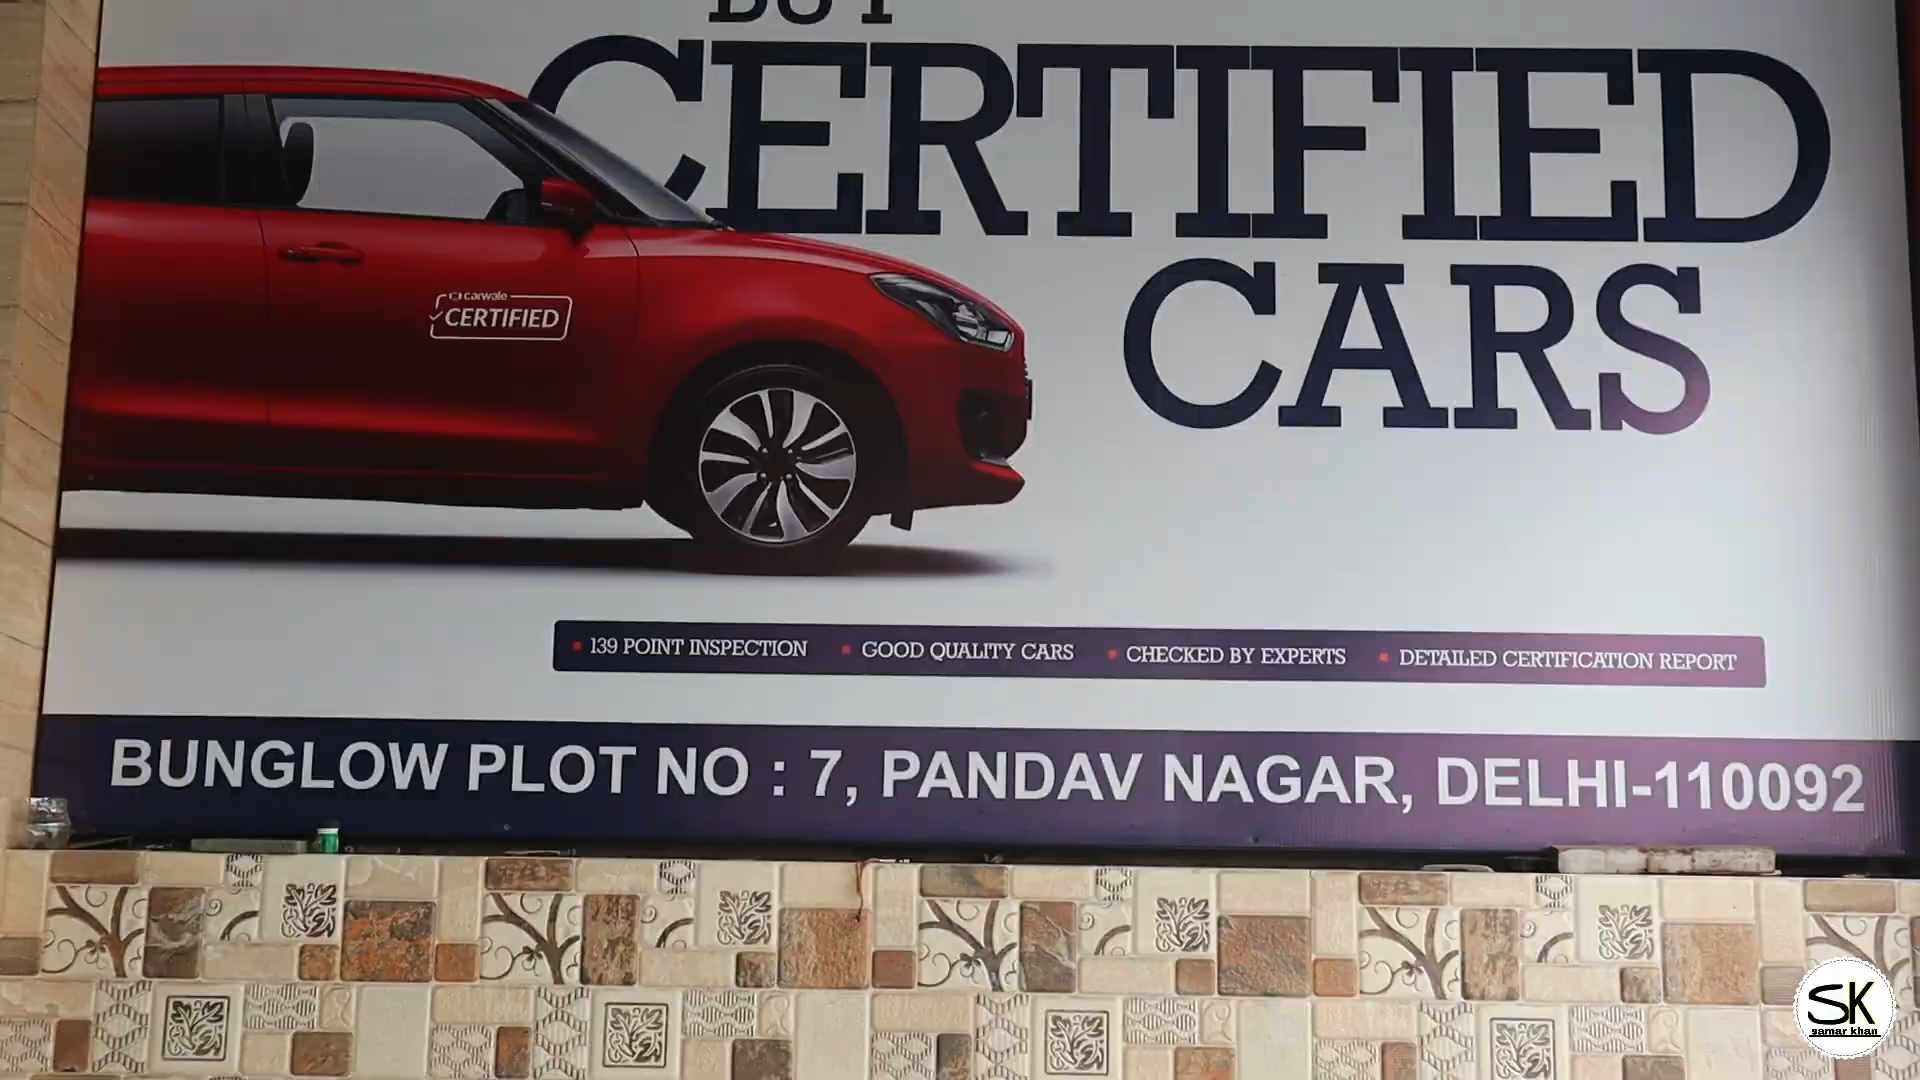 BUY
CERTIFIED
CARS
carwale
CERTIFIED
139 POINT INSPECTION GOOD QUALITY CARS CHECKED BY EXPERTS DETAILED CERTIFICATION REPORT
BUNGLOW PLOT NO : 7, PANDAV NAGAR, DELHI-110092
SK
samar khan